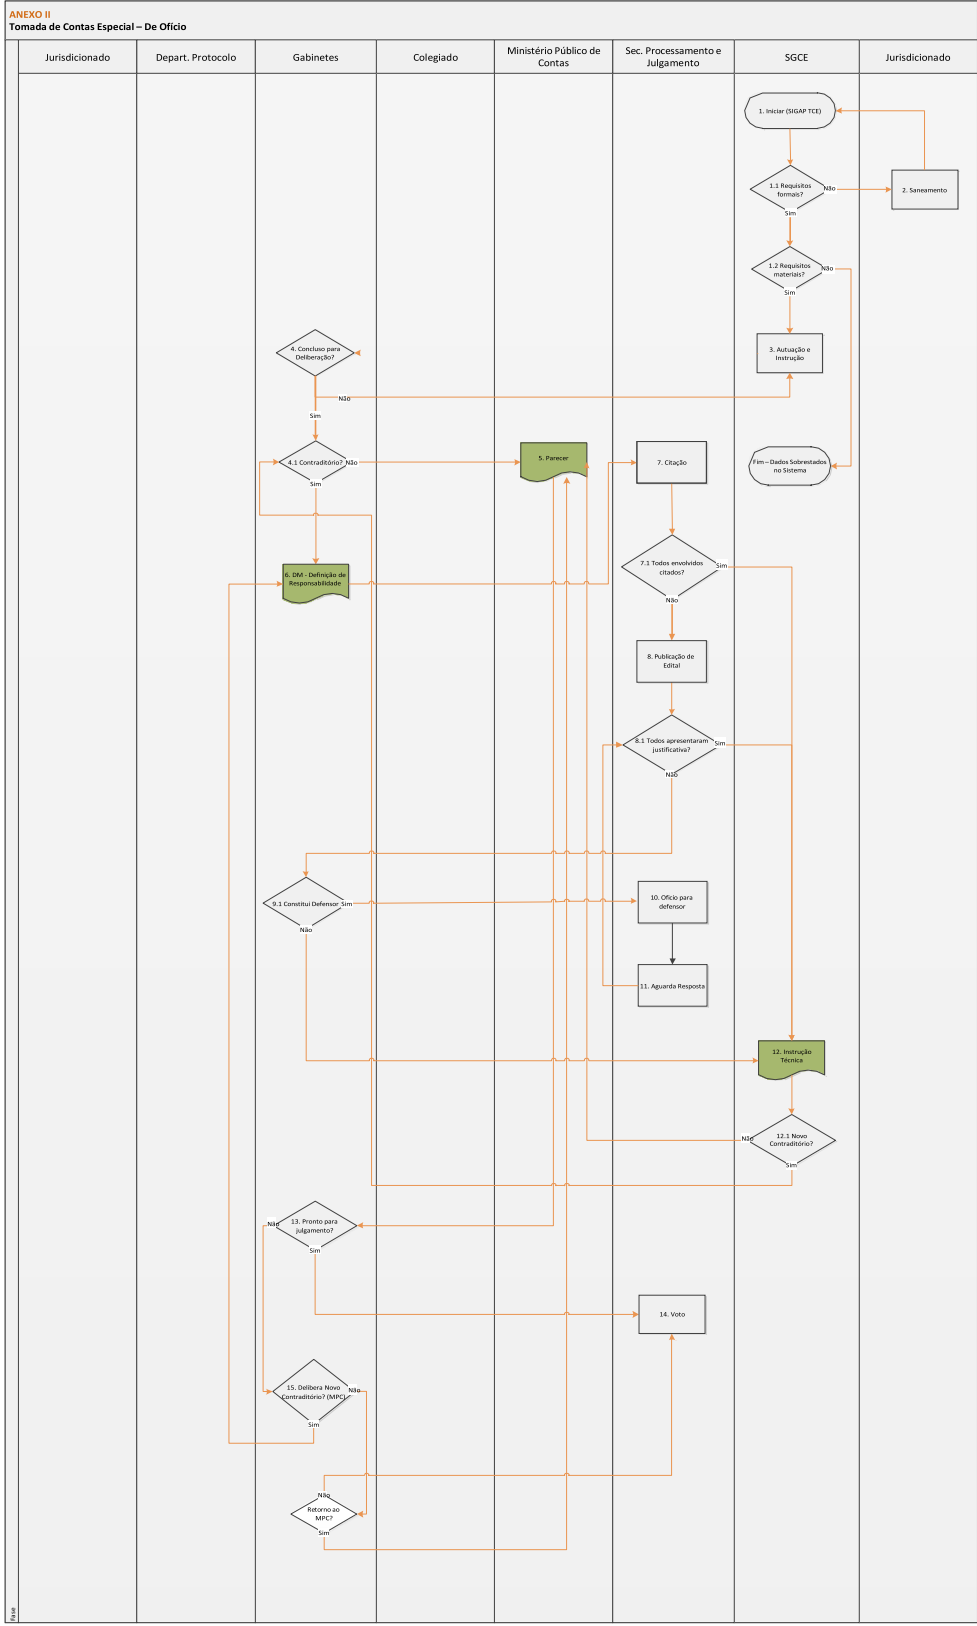 ANEXO II
Tomada de Contas Especial – De Ofício
Jurisdicionado
Depart. Protocolo
Gabinetes
Colegiado
Ministério Público de
Contas
Sec. Processamento e
Julgamento
SGCE
Jurisdicionado
1. Iniciar (SIGAP TCE)
1.1 Requisitos
formais?
Não
2. Saneamento
Sim
1.2 Requisitos
materiais?
Não
Sim
4. Concluso para
Deliberação?
3. Autuação e
Instrução
Não
Sim
4.1 Contraditório?
Não
5. Parecer
7. Citação
Fim – Dados Sobrestados
no Sistema
Sim
6. DM - Definição de
Responsabilidade
7.1 Todos envolvidos
citados?
Sim
Não
8. Publicação de
Edital
8.1 Todos apresentaram
justificativa?
Sim
Não
9.1 Constitui Defensor
Sim
10. Ofício para
defensor
Não
11. Aguarda Resposta
12. Instrução
Técnica
12.1 Novo
Contraditório?
Não
Sim
13. Pronto para
julgamento?
Não
Sim
14. Voto
15. Delibera Novo
Contraditório? (MPC)
Não
Sim
Não
Retorno ao
MPC?
Sim
Fase